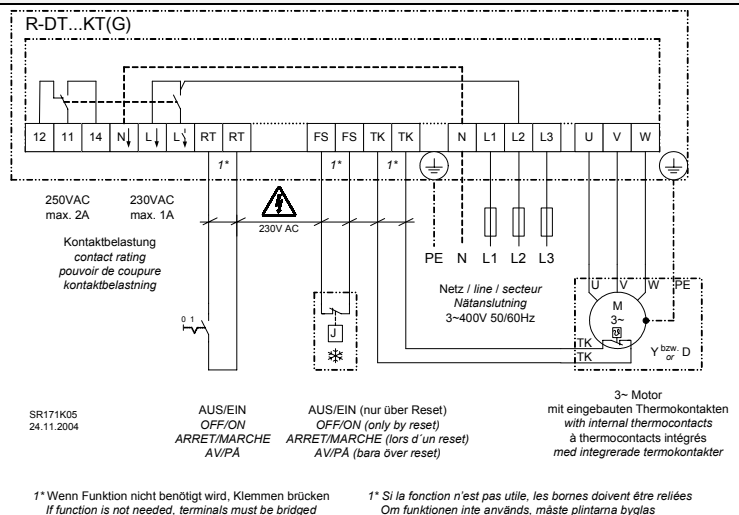 R-DT...KT(G)
12 11 14 N L L RT RT FS FS TK TK N L1 L2 L3 U V W
1* 1* 1*
250VAC 230VAC
max. 2A max. 1A
230V AC
Kontaktbelastung
contact rating
pouvoir de coupure
kontaktbelastning
PE N L1 L2 L3
Netz / line / secteur
Nätanslutning
3~400V 50/60Hz
U V W PE
M
3~
0 1
J
TK
TK
Y bzw. or D
SR171K05
24.11.2004
AUS/EIN
OFF/ON
ARRET/MARCHE
AV/PÅ
AUS/EIN (nur über Reset)
OFF/ON (only by reset)
ARRET/MARCHE (lors d´un reset)
AV/PÅ (bara över reset)
3~ Motor
mit eingebauten Thermokontakten
with internal thermocontacts
à thermocontacts intégrés
med integrerade termokontakter
1* Wenn Funktion nicht benötigt wird, Klemmen brücken
If function is not needed, terminals must be bridged
1* Si la fonction n'est pas utile, les bornes doivent être reliées
Om funktionen inte används, måste plintarna byglas